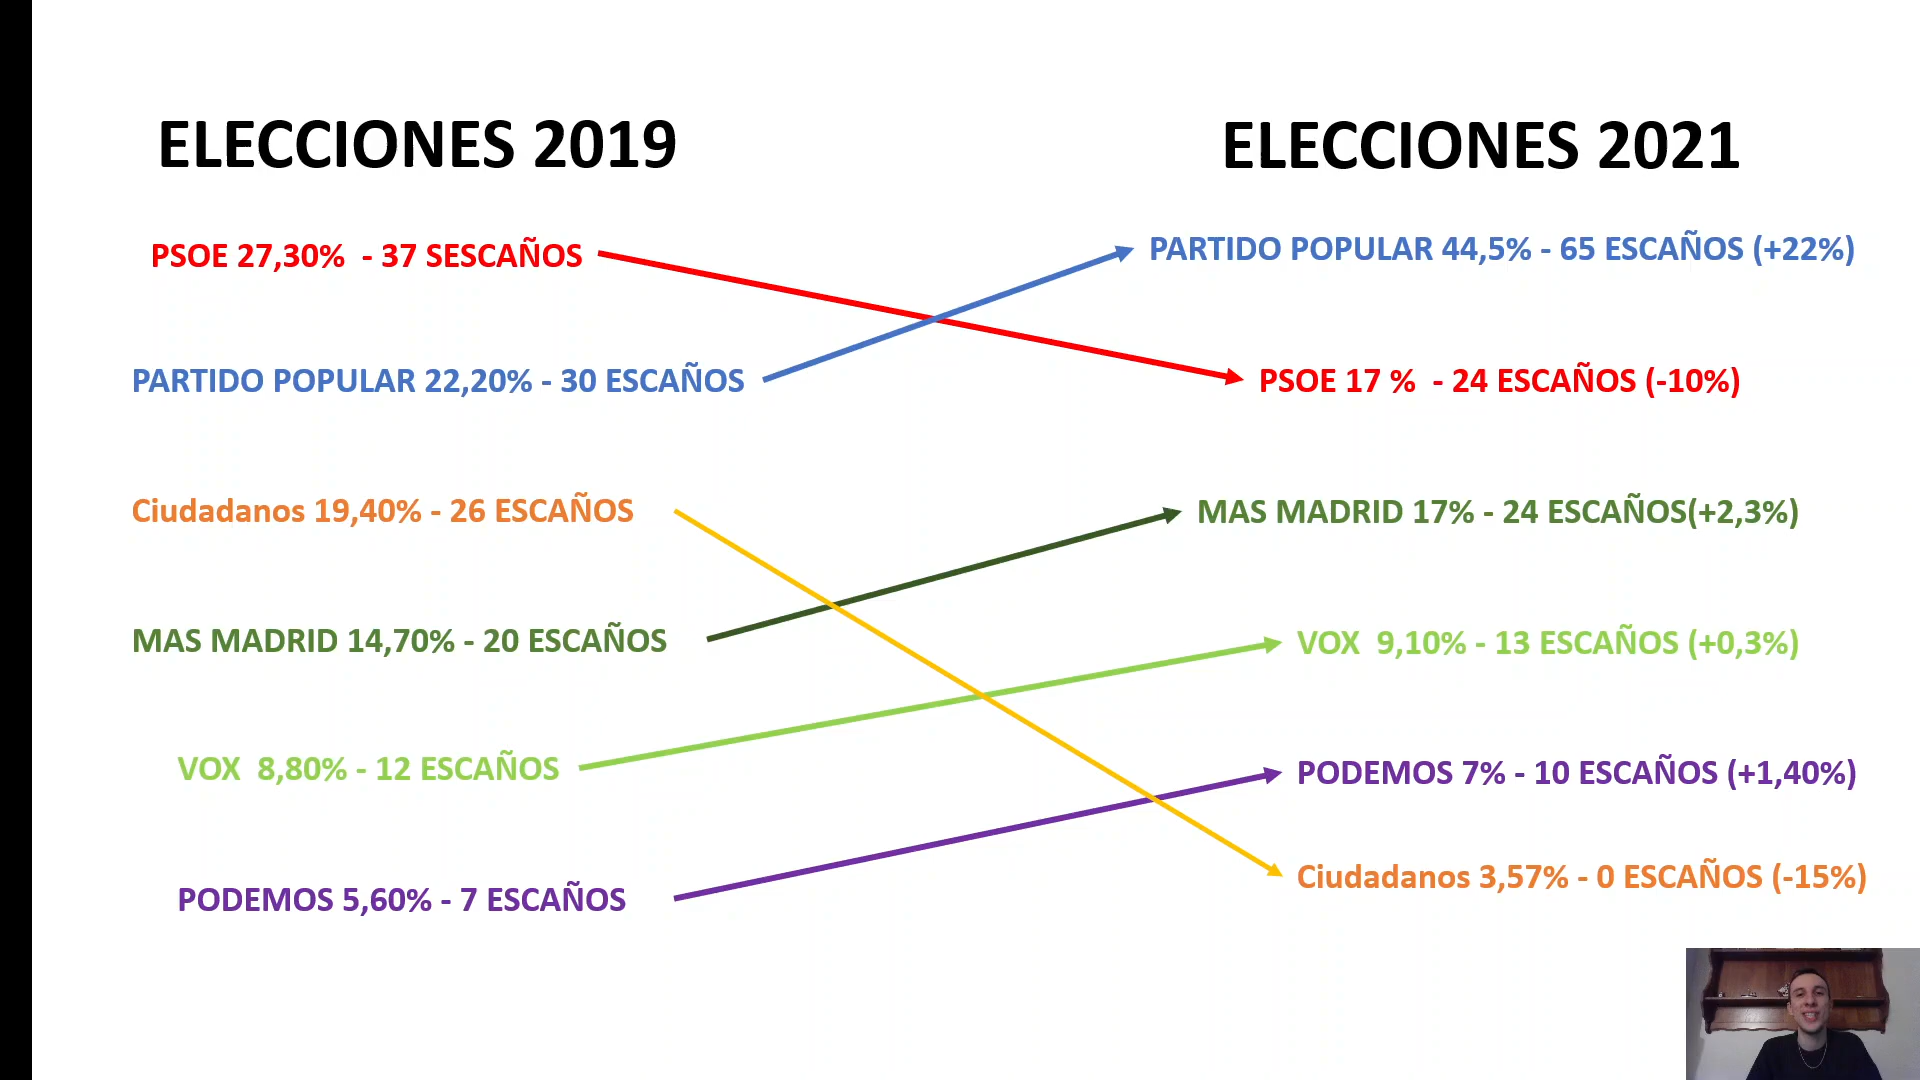 ELECCIONES 2019
PSOE 27,30%  - 37 SESCAÑOS
PARTIDO POPULAR 22,20% - 30 ESCAÑOS
Ciudadanos 19,40% - 26 ESCAÑOS
MAS MADRID 14,70% - 20 ESCAÑOS
VOX  8,80% - 12 ESCAÑOS
PODEMOS 5,60% - 7 ESCAÑOS
ELECCIONES 2021
PARTIDO POPULAR 44,5% - 65 ESCAÑOS (+22%)
PSOE 17 %  - 24 ESCAÑOS (-10%)
MAS MADRID 17% - 24 ESCAÑOS(+2,3%)
VOX  9,10% - 13 ESCAÑOS (+0,3%)
PODEMOS 7% - 10 ESCAÑOS (+1,40%)
Ciudadanos 3,57% - 0 ESCAÑOS (-15%)